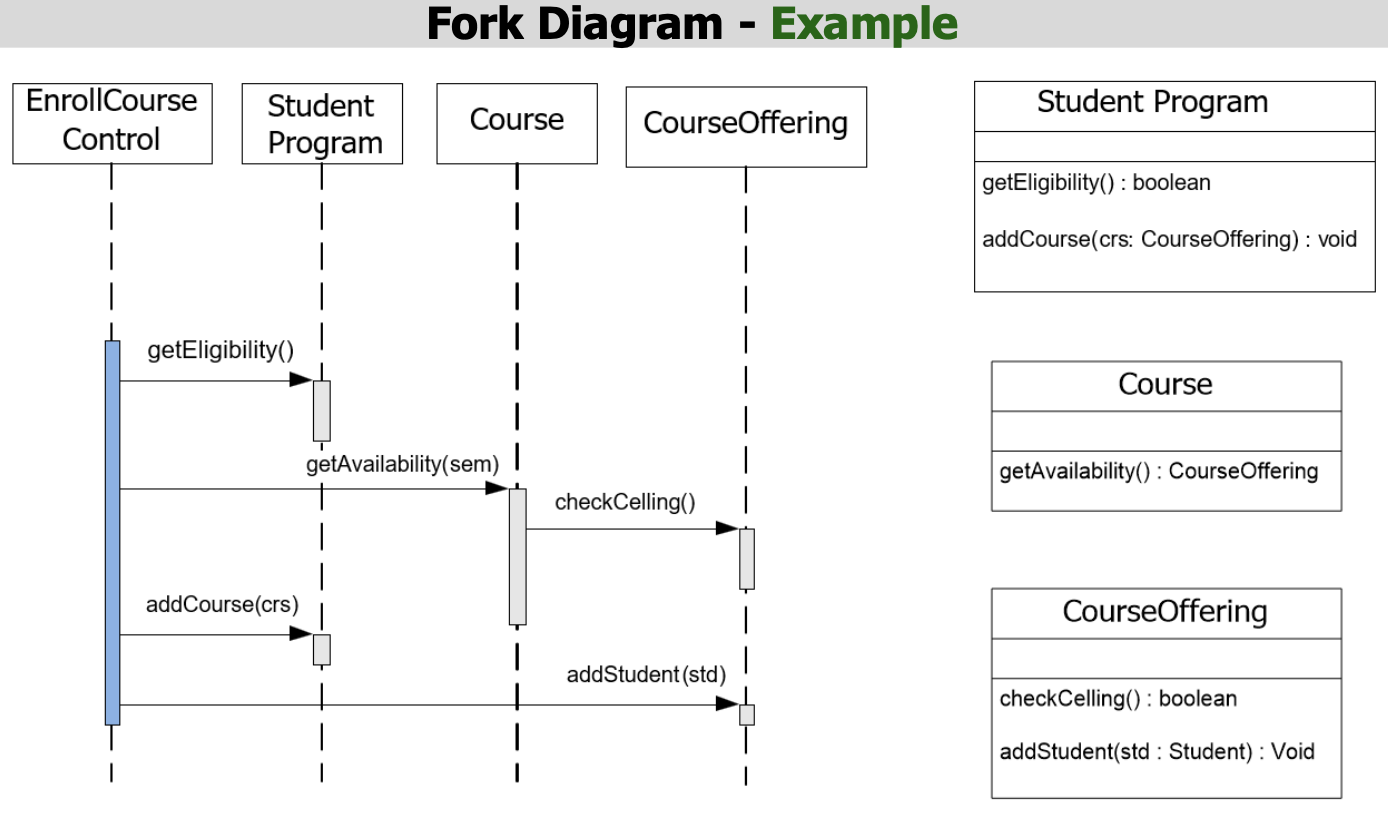 Fork Diagram - Example
EnrollCourse
Control
Student
Program
Course
CourseOffering
getEligibility()
getAvailability(sem)
checkCelling()
addCourse(crs)
addStudent(std)
Student Program
getEligibility() : boolean
addCourse(crs: CourseOffering) : void
Course
getAvailability() : CourseOffering
CourseOffering
checkCelling() : boolean
addStudent(std : Student) : Void